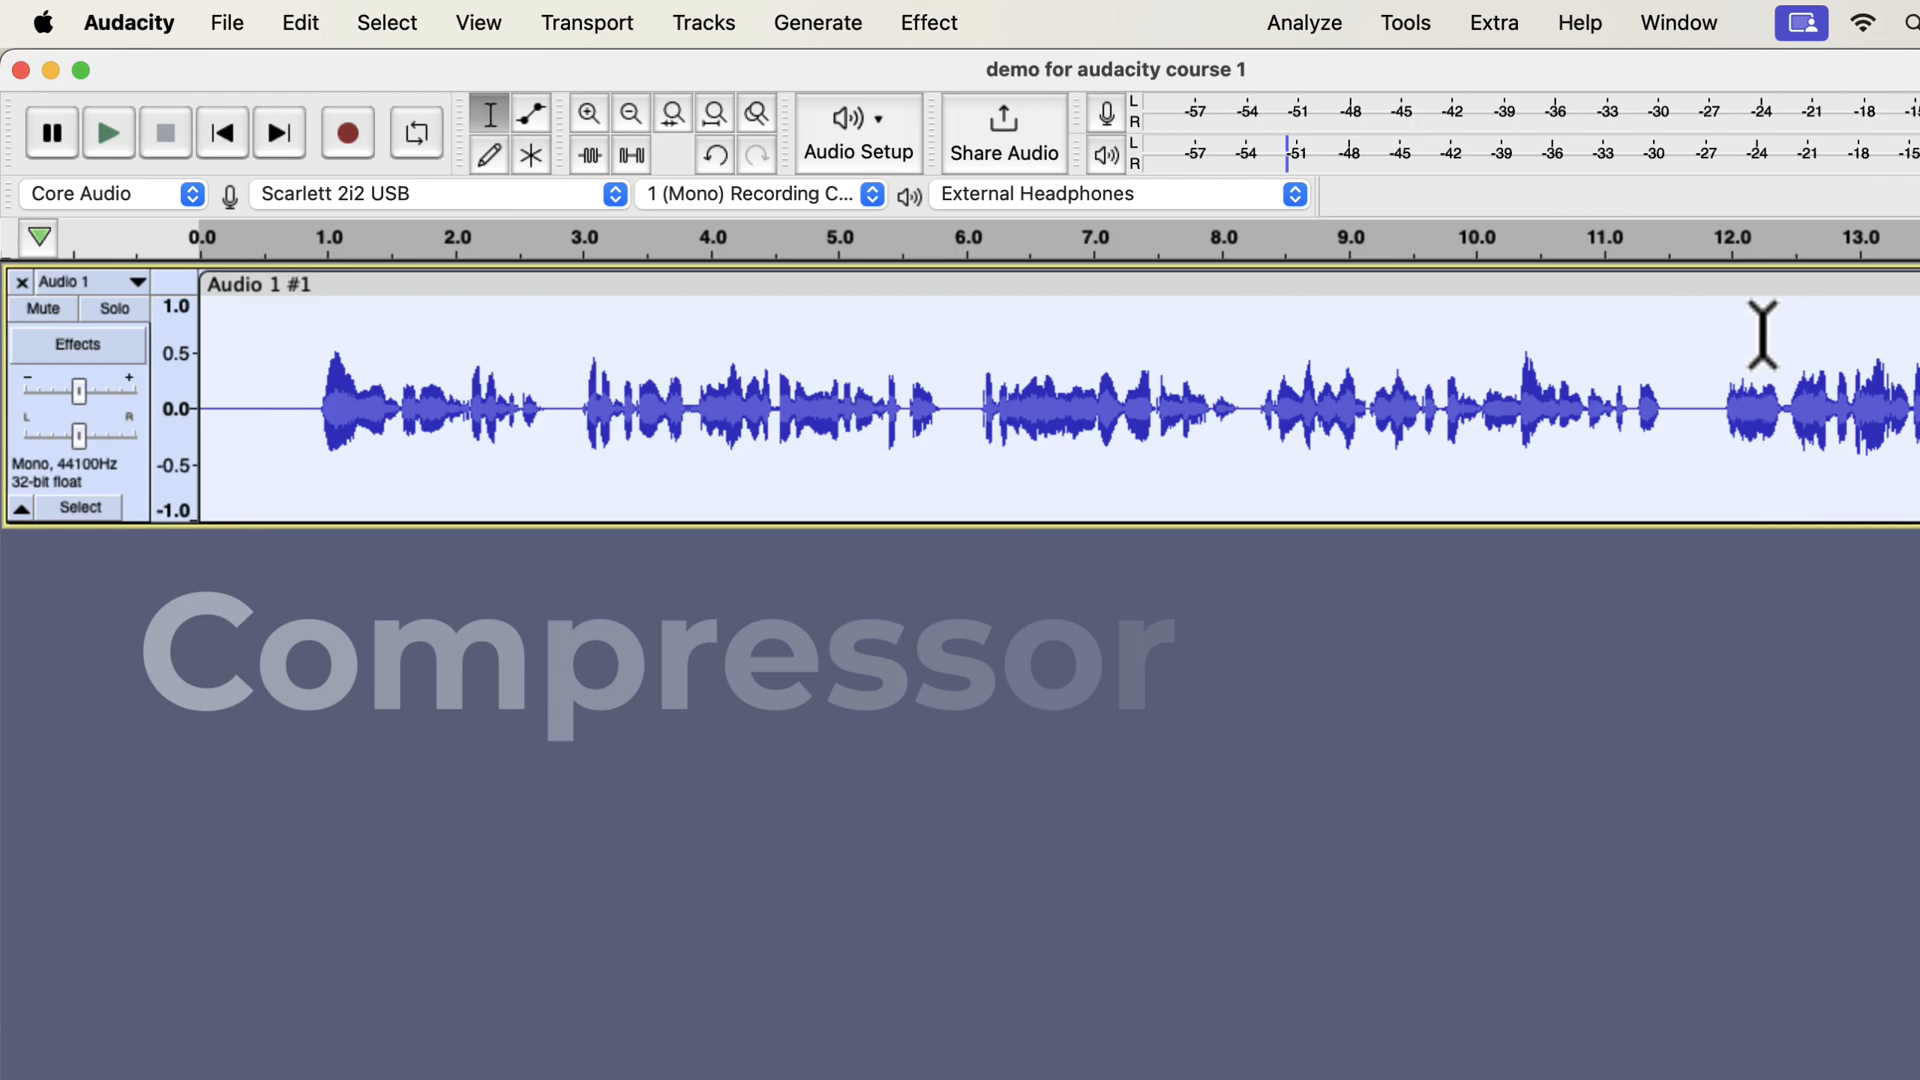 Audacity File Edit Select View Transport Tracks Generate Effect Analyze Tools Extra Help Window
demo for audacity course 1
L -57 -54 -51 -48 -45 -42 -39 -36 -33 -30 -27 -24 -21 -18
R
Audio Setup Share Audio
L -57 -54 -51 -48 -45 -42 -39 -36 -33 -30 -27 -24 -21 -18 -15
R
Core Audio Scarlett 2i2 USB 1 (Mono) Recording C... External Headphones
0.0 1.0 2.0 3.0 4.0 5.0 6.0 7.0 8.0 9.0 10.0 11.0 12.0 13.0
x Audio 1 Audio 1 #1
Mute Solo 1.0
Effects 0.5
- +
0.0
L R
Mono, 44100Hz -0.5
32-bit float
Select -1.0
Compressor